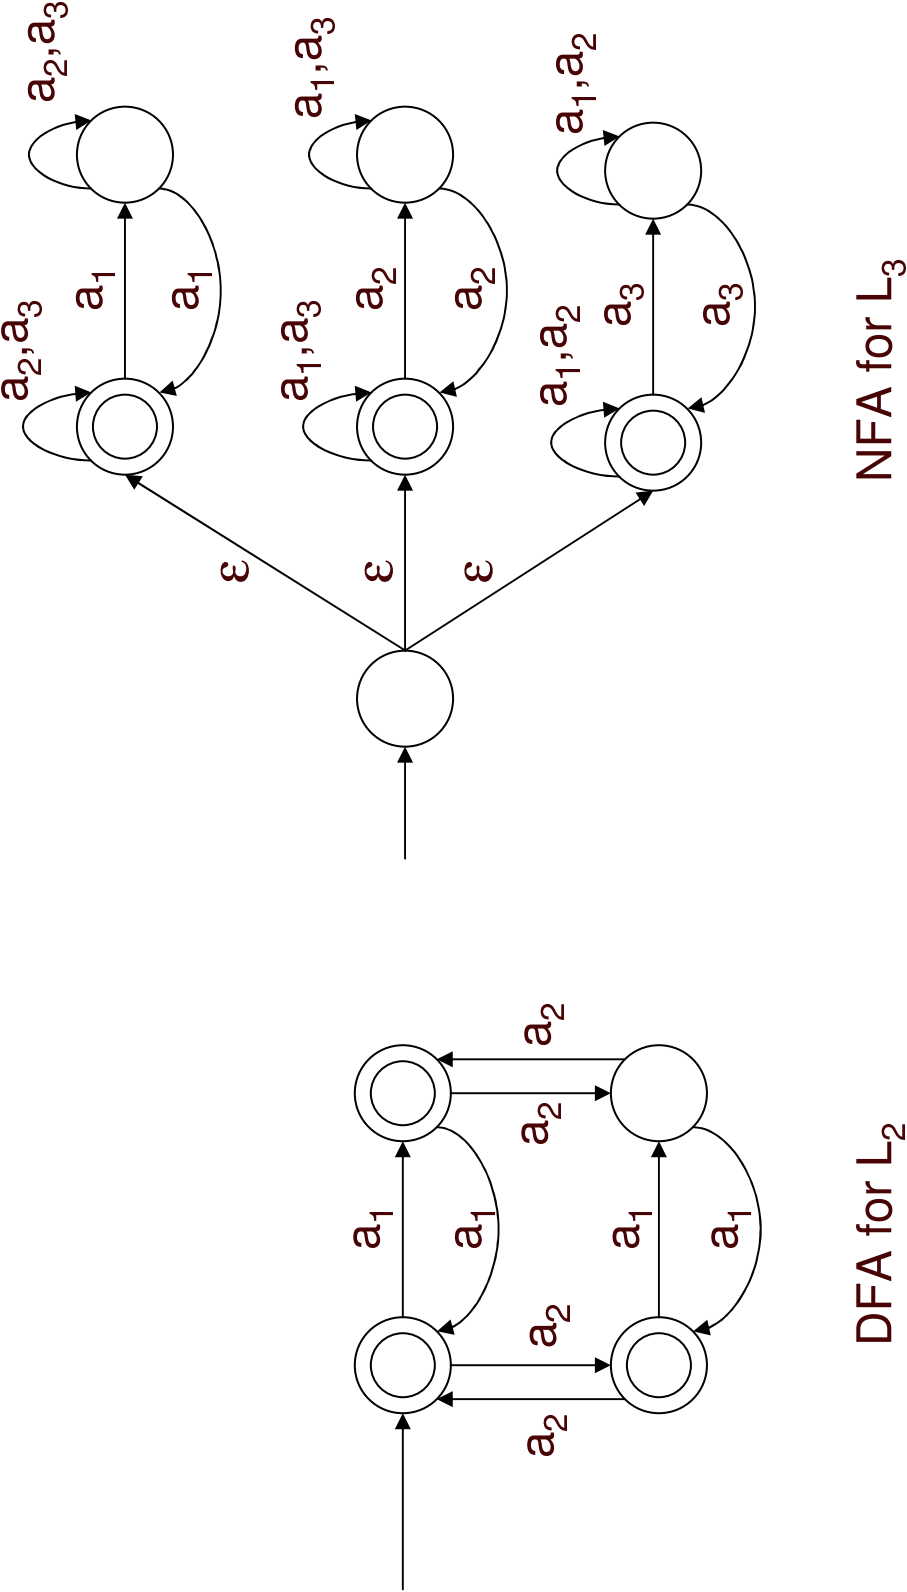 a₂,a₃
a₂,a₃
a₁
a₁
a₁,a₃
a₁,a₃
a₂
a₂
a₁,a₂
a₁,a₂
a₃
a₃
ε
ε
ε
NFA for L₃
a₁
a₁
a₂
a₂
a₂
a₂
a₁
a₁
DFA for L₂